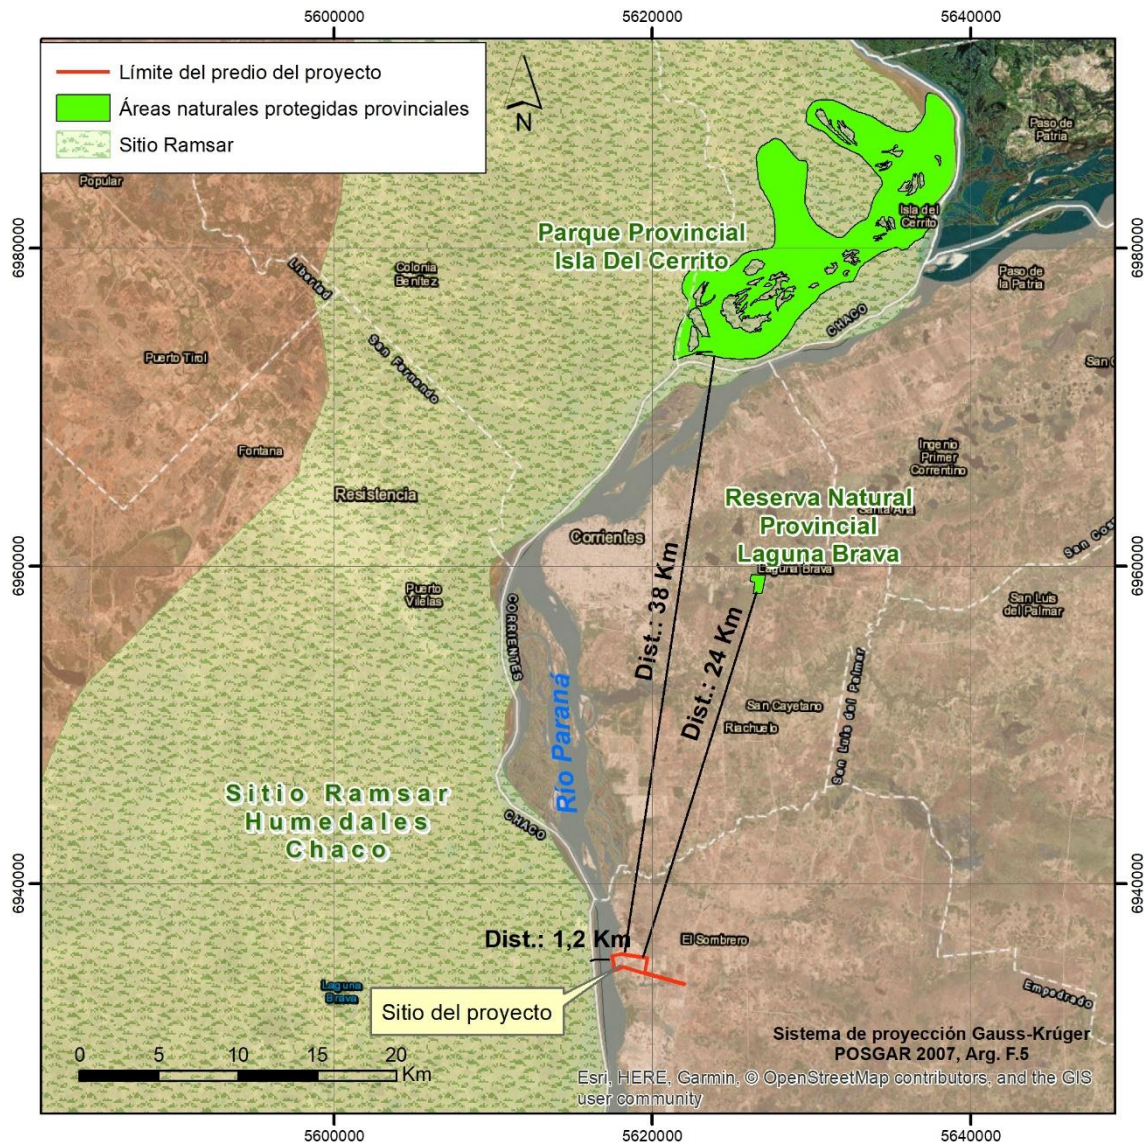 5600000
5620000
5640000
Límite del predio del proyecto
Áreas naturales protegidas provinciales
Sitio Ramsar
N
Popular
Paso de
Patria
Isla del
Cerrito
Parque Provincial
Isla Del Cerrito
6980000
6980000
Libertad
Colonia
Benítez
Paso de
la Patria
CHACO
Puerto Tirol
San Fernando
San
Fontana
Ingenio
Primer
Correntino
Resistencia
Reserva Natural
Provincial
Laguna Brava
Santa Ana
Corrientes
San Cos
6960000
6960000
Laguna Brava
Puerto
Vilelas
San Luis
del Palmar
CORRIENTES
Dist.: 38 Km
Dist.: 24 Km
San Luis del Palmar
Río Paraná
San Cayetano
Riachuelo
Sitio Ramsar
Humedales
Chaco
CHACO
6940000
6940000
Dist.: 1,2 Km
El Sombrero
Laguna
Brava
Sitio del proyecto
Empedrado
Sistema de proyección Gauss-Krúger
POSGAR 2007, Arg. F.5
0 5 10 15 20
Km
Esri, HERE, Garmin, © OpenStreetMap contributors, and the GIS
user community
5600000
5620000
5640000